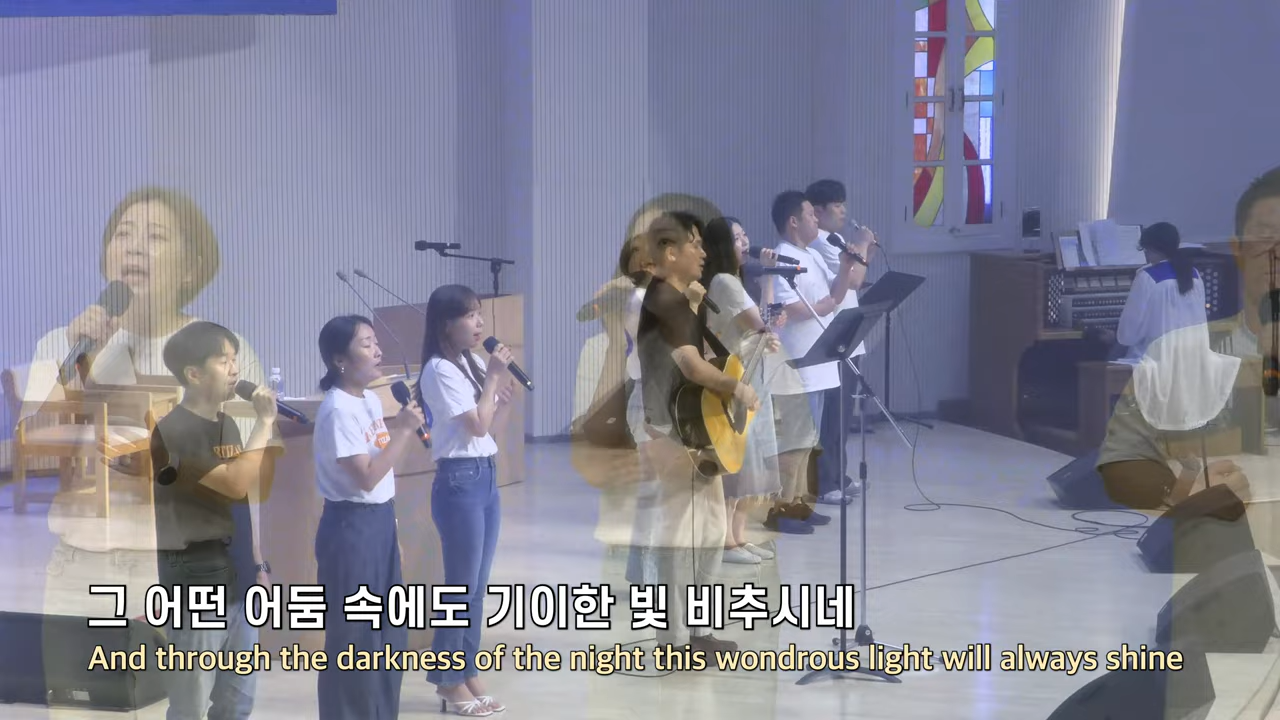 그 어떤 어둠 속에도 기이한 빛 비추시네
And through the darkness of the night this wondrous light will always shine